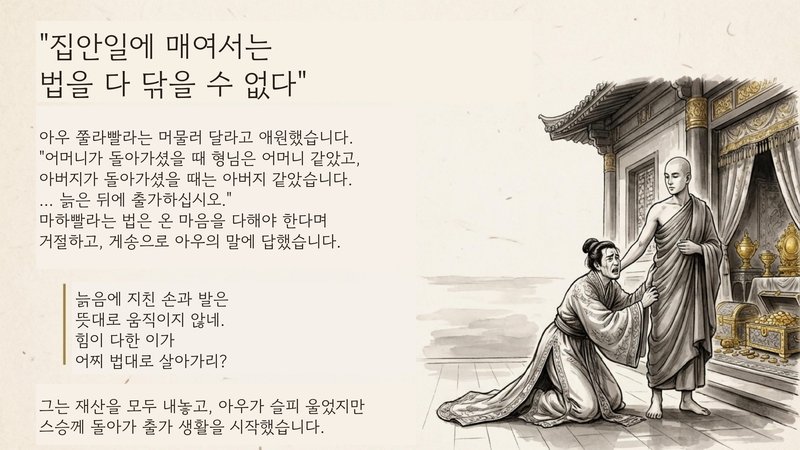 "집안일에 매여서는
법을 다 닦을 수 없다"
아우 쭐라빨라는 머물러 달라고 애원했습니다.
"어머니가 돌아가셨을 때 형님은 어머니 같았고,
아버지가 돌아가셨을 때는 아버지 같았습니다.
... 늙은 뒤에 출가하십시오."
마하빨라는 법은 온 마음을 다해야 한다며
거절하고, 게송으로 아우의 말에 답했습니다.
늙음에 지친 손과 발은
뜻대로 움직이지 않네.
힘이 다한 이가
어찌 법대로 살아가리?
그는 재산을 모두 내놓고, 아우가 슬피 울었지만
스승께 돌아가 출가 생활을 시작했습니다.